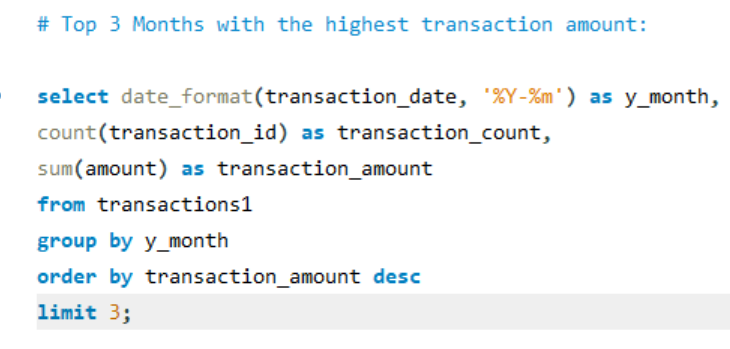 # Top 3 Months with the highest transaction amount:
select date_format(transaction_date, '%Y-%m') as y_month,
count(transaction_id) as transaction_count,
sum(amount) as transaction_amount
from transactions1
group by y_month
order by transaction_amount desc
limit 3;